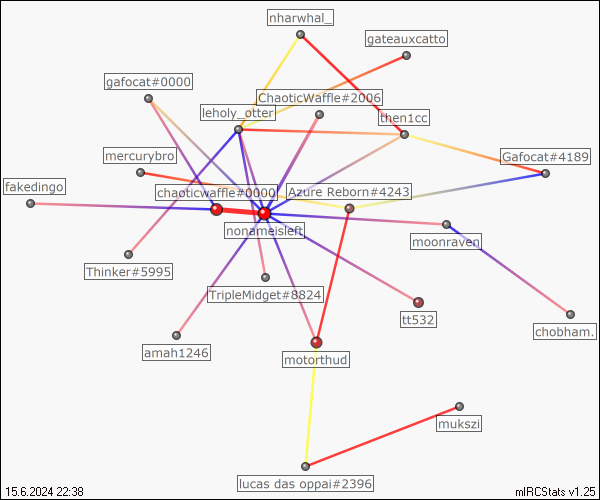 nharwhal_
gateauxcatto
gafocat#0000
ChaoticWaffle#2006
leholy_otter
then1cc
mercurybro
Gafocat#4189
fakedingo
chaoticwaffle#0000
Azure Reborn#4243
nonameisleft
moonraven
Thinker#5995
TripleMidget#8824
tt532
chobham.
amah1246
motorthud
mukszi
lucas das oppai#2396
15.6.2024 22:38
mIRCStats v1.25